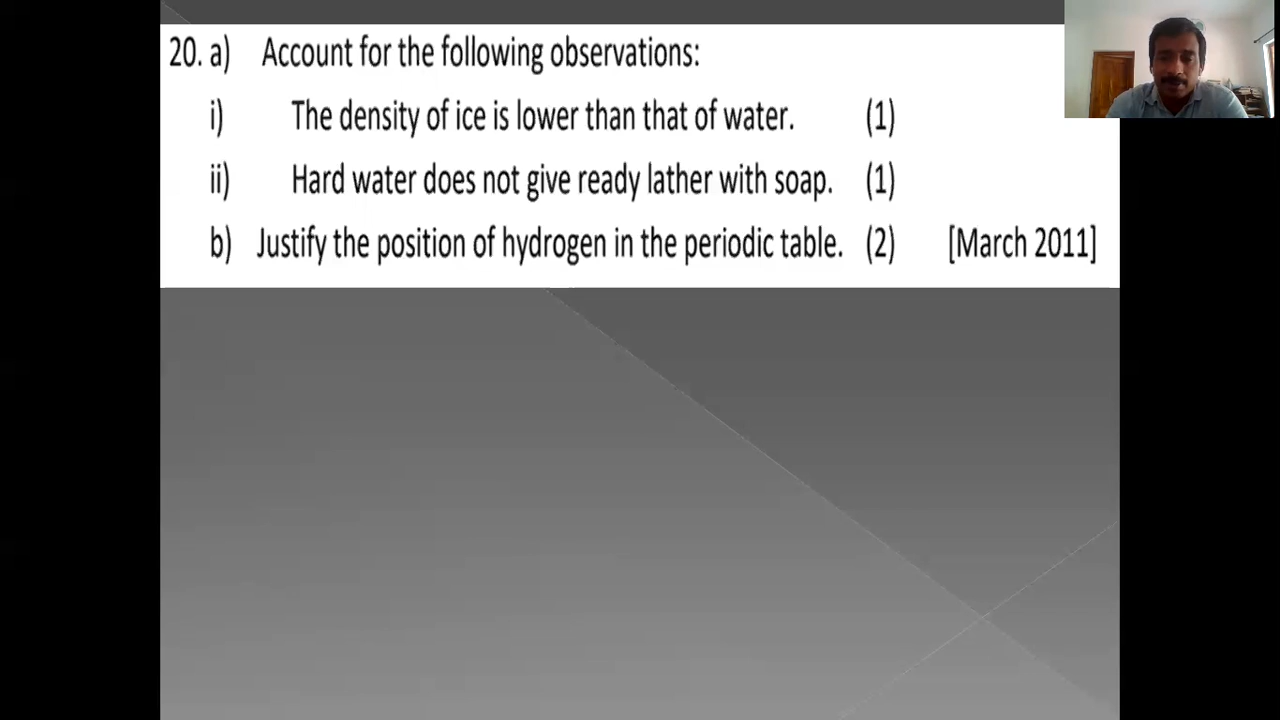 20. a) Account for the following observations:
i) The density of ice is lower than that of water. (1)
ii) Hard water does not give ready lather with soap. (1)
b) Justify the position of hydrogen in the periodic table. (2) [March 2011]